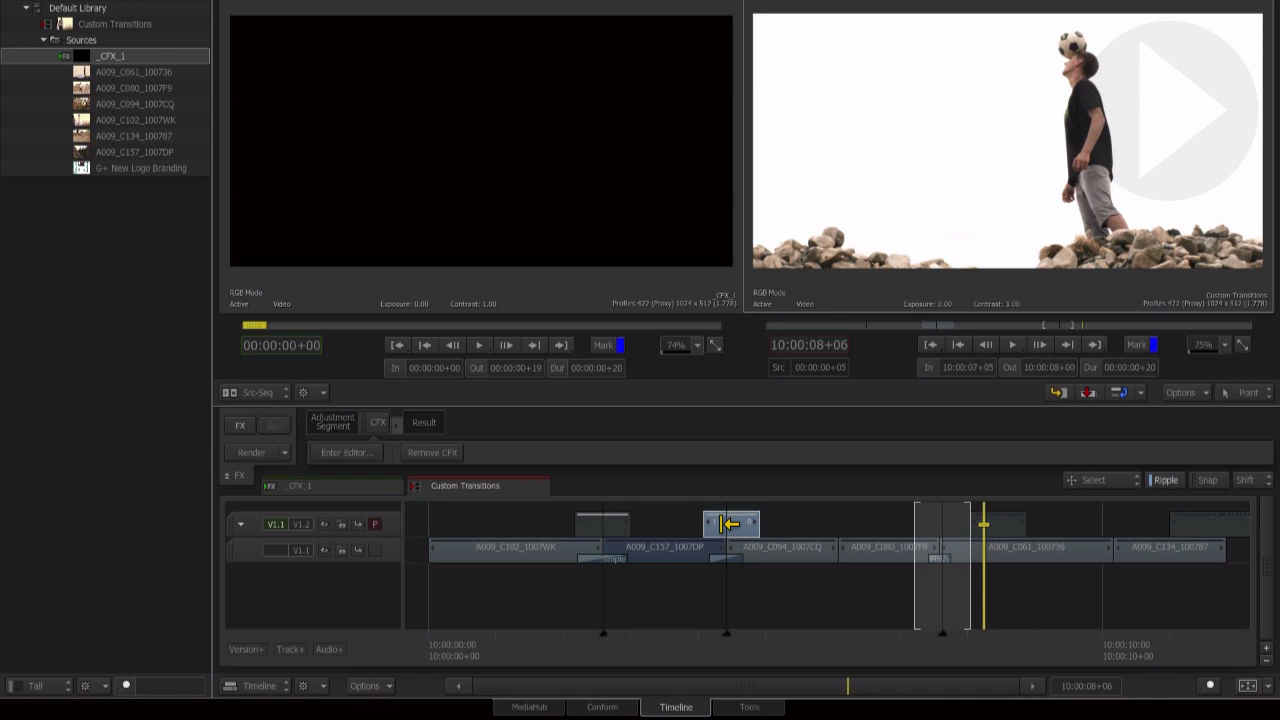 Default Library
Custom Transitions
Sources
FX _CFX_1
A009_C061_100736
A009_C080_1007F9
A009_C094_1007CQ
A009_C102_1007WK
A009_C134_100787
A009_C157_1007DP
G+ New Logo Branding
RGB Mode
_CFX_1
Active Video Exposure: 0.00 Contrast: 1.00 ProRes 422 (Proxy) 1024 x 512 (1.778)
RGB Mode
Custom Transitions
Active Video Exposure: 0.00 Contrast: 1.00 ProRes 422 (Proxy) 1024 x 512 (1.778)
00:00:00+00 Mark 74%
In 00:00:00+00 Out 00:00:00+19 Dur 00:00:00+20
10:00:08+06 Mark 75%
Src 00:00:00+05 In 10:00:07+05 Out 10:00:08+00 Dur 00:00:00+20
Src-Seq Options Point
FX Adjustment Segment CFX Result
Render Enter Editor... Remove CFX
FX
FX _CFX_1 Custom Transitions Select Ripple Snap Shift
V1.1 V1.2 P
V1.1 A009_C102_1007WK A009_C157_1007DP A009_C094_1007CQ A009_C080_1007F9 A009_C061_100736 A009_C134_100787
Version+ Track+ Audio+
10:00:00:00 10:00:10:00
10:00:00+00 10:00:10+00
Tall Timeline Options 10:00:08+06
MediaHub Conform Timeline Tools